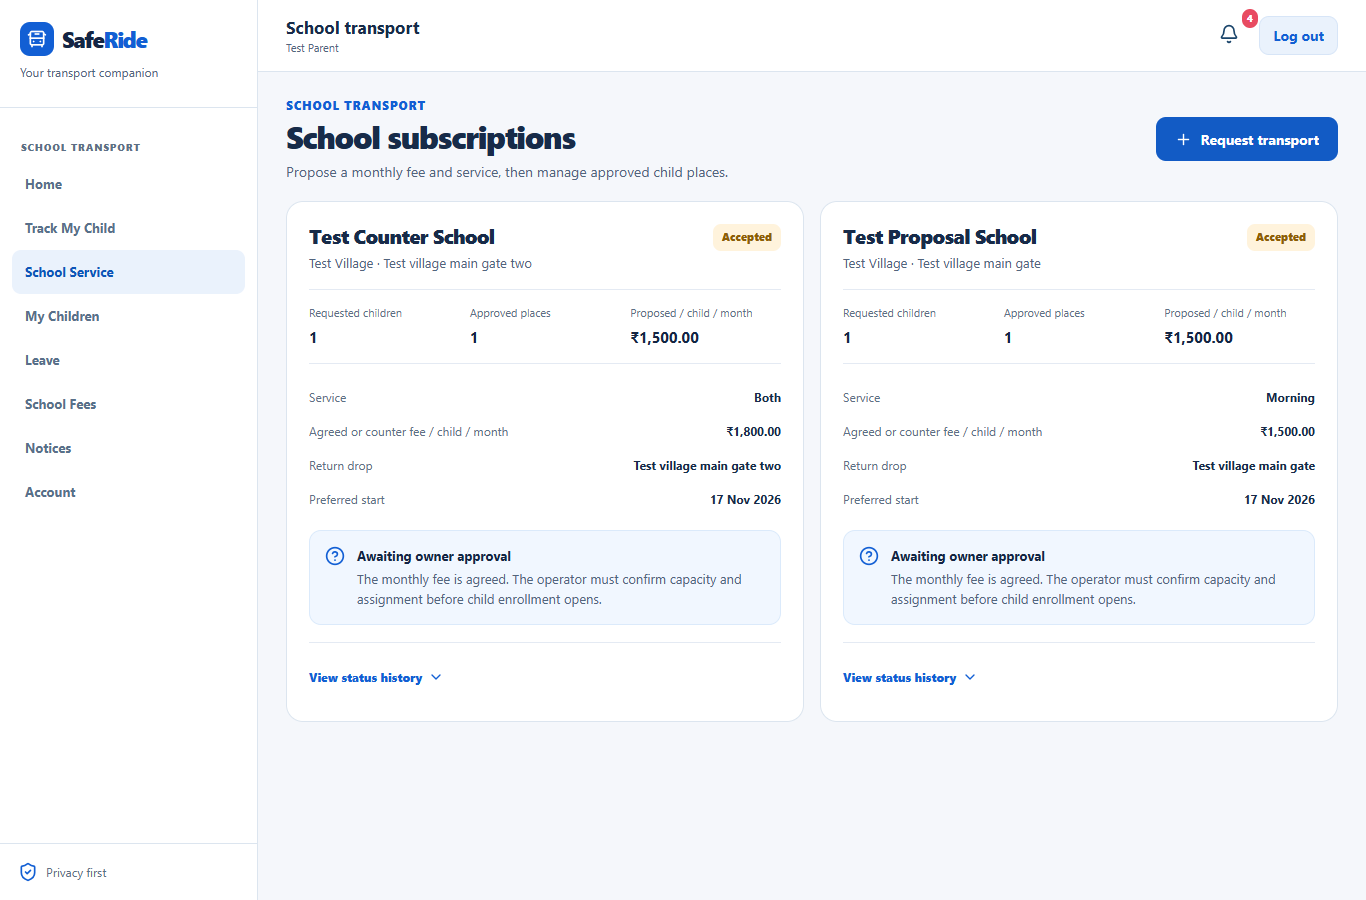 SafeRide
Your transport companion
SCHOOL TRANSPORT
Home
Track My Child
School Service
My Children
Leave
School Fees
Notices
Account
Privacy first
School transport
Test Parent
4
Log out
SCHOOL TRANSPORT
School subscriptions
Propose a monthly fee and service, then manage approved child places.
Request transport
Test Counter School
Accepted
Test Village · Test village main gate two
Requested children
Approved places
Proposed / child / month
1
1
₹1,500.00
Service
Both
Agreed or counter fee / child / month
₹1,800.00
Return drop
Test village main gate two
Preferred start
17 Nov 2026
Awaiting owner approval
The monthly fee is agreed. The operator must confirm capacity and
assignment before child enrollment opens.
View status history
Test Proposal School
Accepted
Test Village · Test village main gate
Requested children
Approved places
Proposed / child / month
1
1
₹1,500.00
Service
Morning
Agreed or counter fee / child / month
₹1,500.00
Return drop
Test village main gate
Preferred start
17 Nov 2026
Awaiting owner approval
The monthly fee is agreed. The operator must confirm capacity and
assignment before child enrollment opens.
View status history